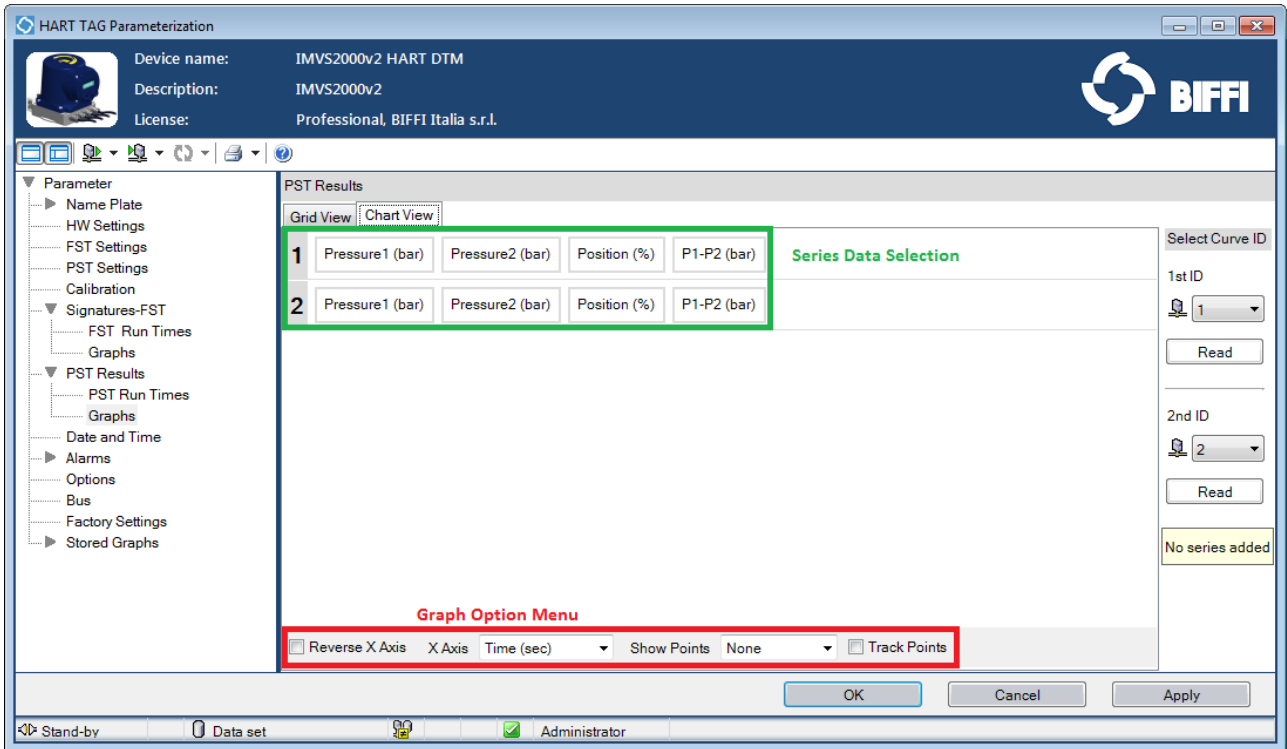 HART TAG Parameterization
Device name: IMVS2000v2 HART DTM
Description: IMVS2000v2
License: Professional, BIFFI Italia s.r.l.
BIFFI
Parameter
Name Plate
HW Settings
FST Settings
PST Settings
Calibration
Signatures-FST
FST Run Times
Graphs
PST Results
PST Run Times
Graphs
Date and Time
Alarms
Options
Bus
Factory Settings
Stored Graphs
PST Results
Grid View Chart View
1 Pressure1 (bar) Pressure2 (bar) Position (%) P1-P2 (bar) Series Data Selection
2 Pressure1 (bar) Pressure2 (bar) Position (%) P1-P2 (bar)
Graph Option Menu
Reverse X Axis X Axis Time (sec) Show Points None Track Points
Select Curve ID
1st ID
1
Read
2nd ID
2
Read
No series added
OK Cancel Apply
Stand-by Data set Administrator